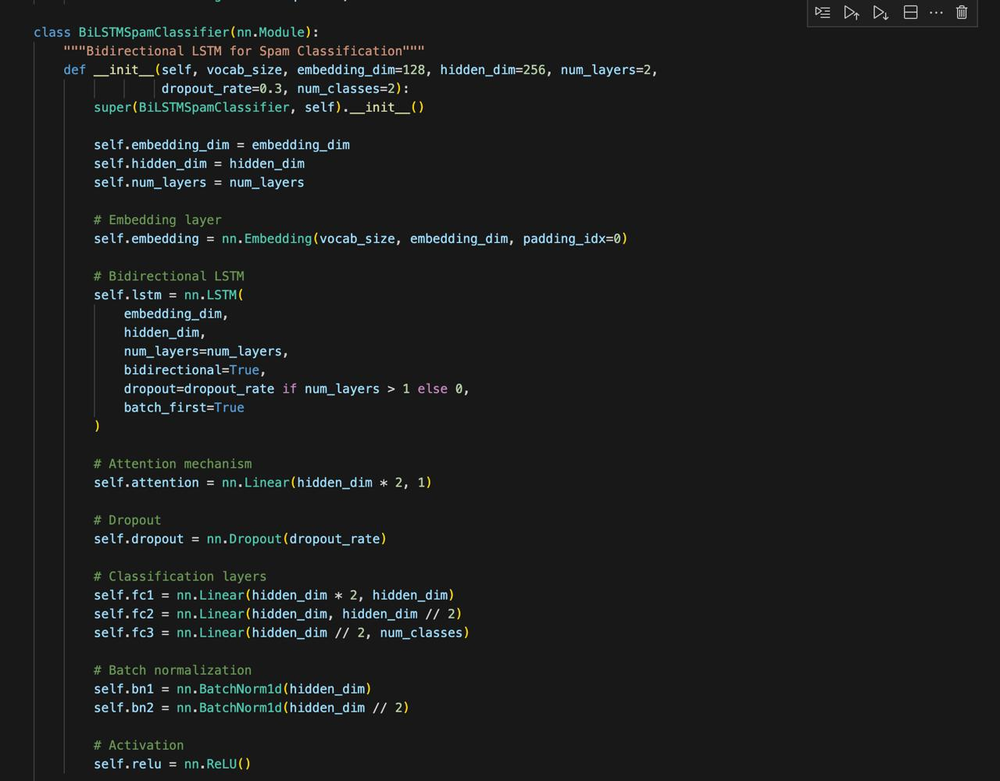 class BiLSTMSpamClassifier(nn.Module):
    """Bidirectional LSTM for Spam Classification"""
    def __init__(self, vocab_size, embedding_dim=128, hidden_dim=256, num_layers=2,
                 dropout_rate=0.3, num_classes=2):
        super(BiLSTMSpamClassifier, self).__init__()

        self.embedding_dim = embedding_dim
        self.hidden_dim = hidden_dim
        self.num_layers = num_layers

        # Embedding layer
        self.embedding = nn.Embedding(vocab_size, embedding_dim, padding_idx=0)

        # Bidirectional LSTM
        self.lstm = nn.LSTM(
            embedding_dim,
            hidden_dim,
            num_layers=num_layers,
            bidirectional=True,
            dropout=dropout_rate if num_layers > 1 else 0,
            batch_first=True
        )

        # Attention mechanism
        self.attention = nn.Linear(hidden_dim * 2, 1)

        # Dropout
        self.dropout = nn.Dropout(dropout_rate)

        # Classification layers
        self.fc1 = nn.Linear(hidden_dim * 2, hidden_dim)
        self.fc2 = nn.Linear(hidden_dim, hidden_dim // 2)
        self.fc3 = nn.Linear(hidden_dim // 2, num_classes)

        # Batch normalization
        self.bn1 = nn.BatchNorm1d(hidden_dim)
        self.bn2 = nn.BatchNorm1d(hidden_dim // 2)

        # Activation
        self.relu = nn.ReLU()